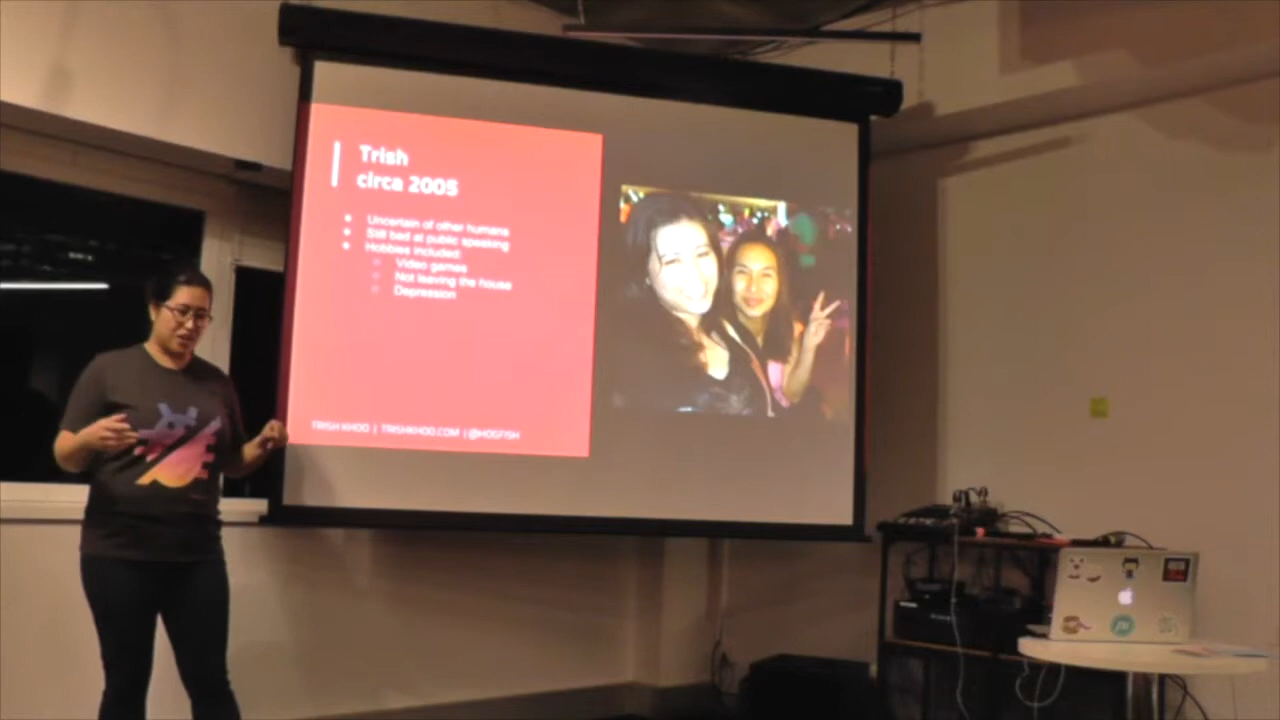 Trish
circa 2005
Uncertain of other humans
Still bad at public speaking
Hobbies included:
Video games
Not leaving the house
Depression
TRISH KHOO | TRISHKHOO.COM | @HOGFISH